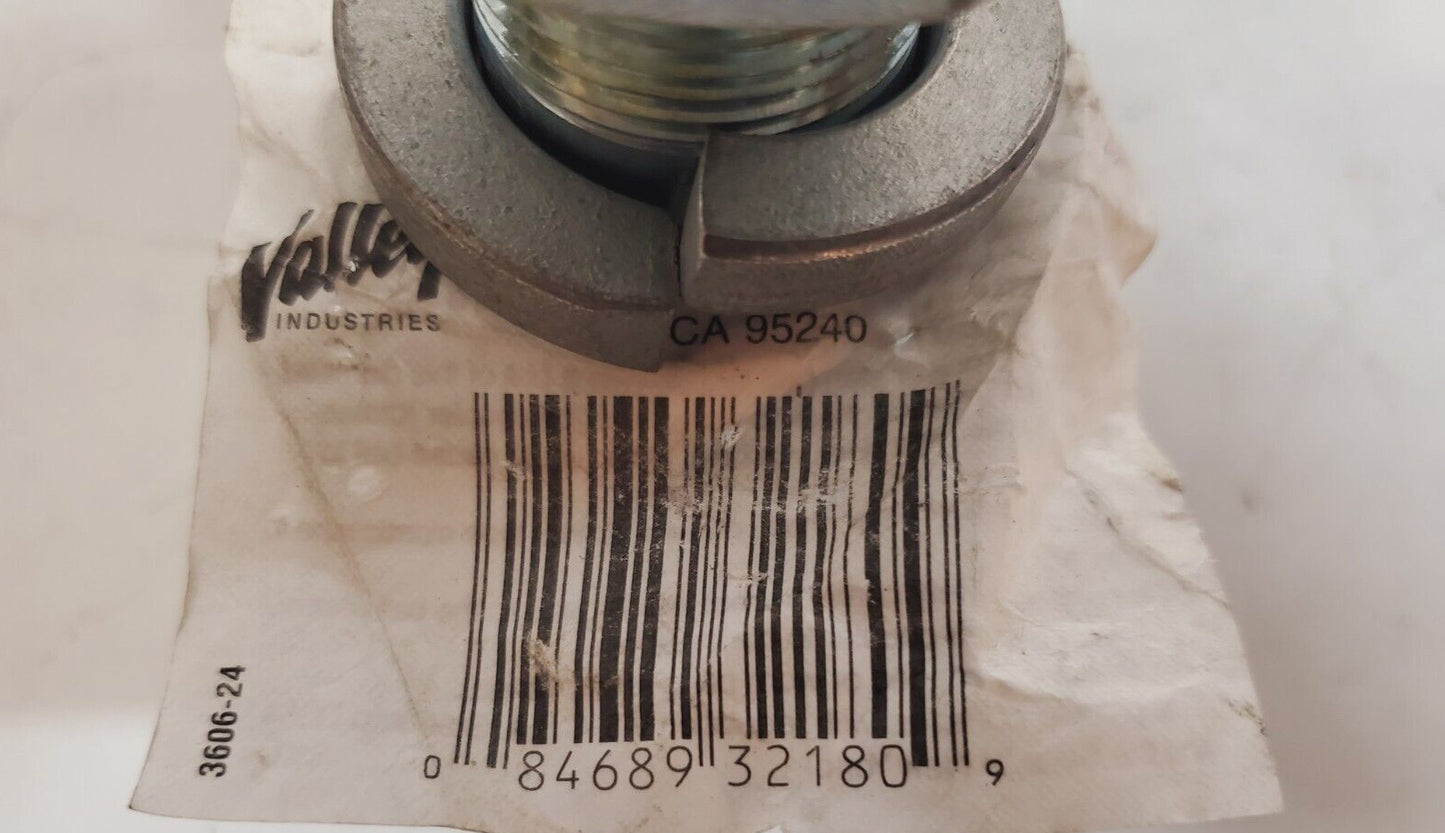 Valley
INDUSTRIES
CA 95240
3606-24
0 84689 32180 9